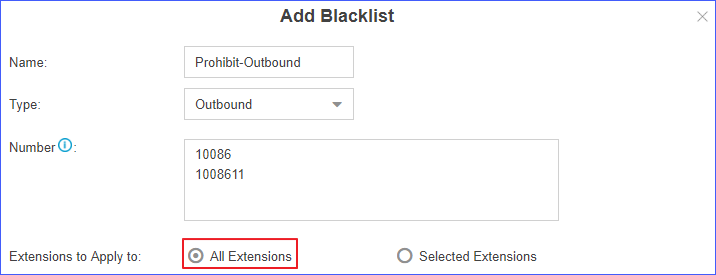 Add Blacklist
Name: Prohibit-Outbound
Type: Outbound
Number i: 10086
1008611
Extensions to Apply to: All Extensions Selected Extensions